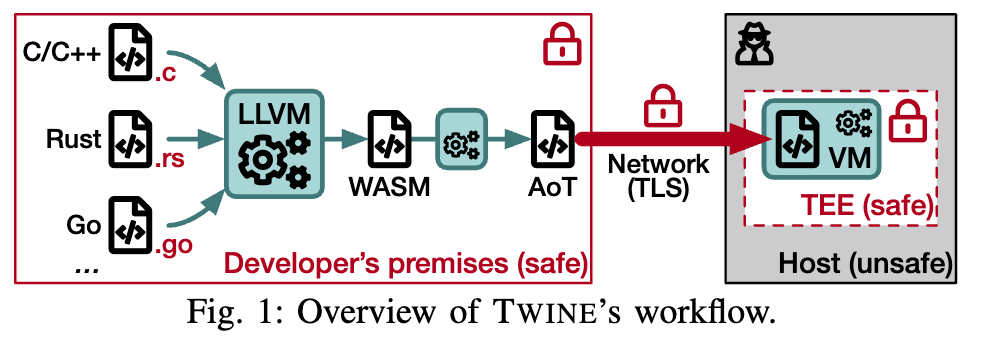 C/C++
.c
Rust
.rs
Go
.go
...
LLVM
WASM
AoT
Developer's premises (safe)
Network
(TLS)
VM
TEE (safe)
Host (unsafe)
Fig. 1: Overview of TWINE's workflow.